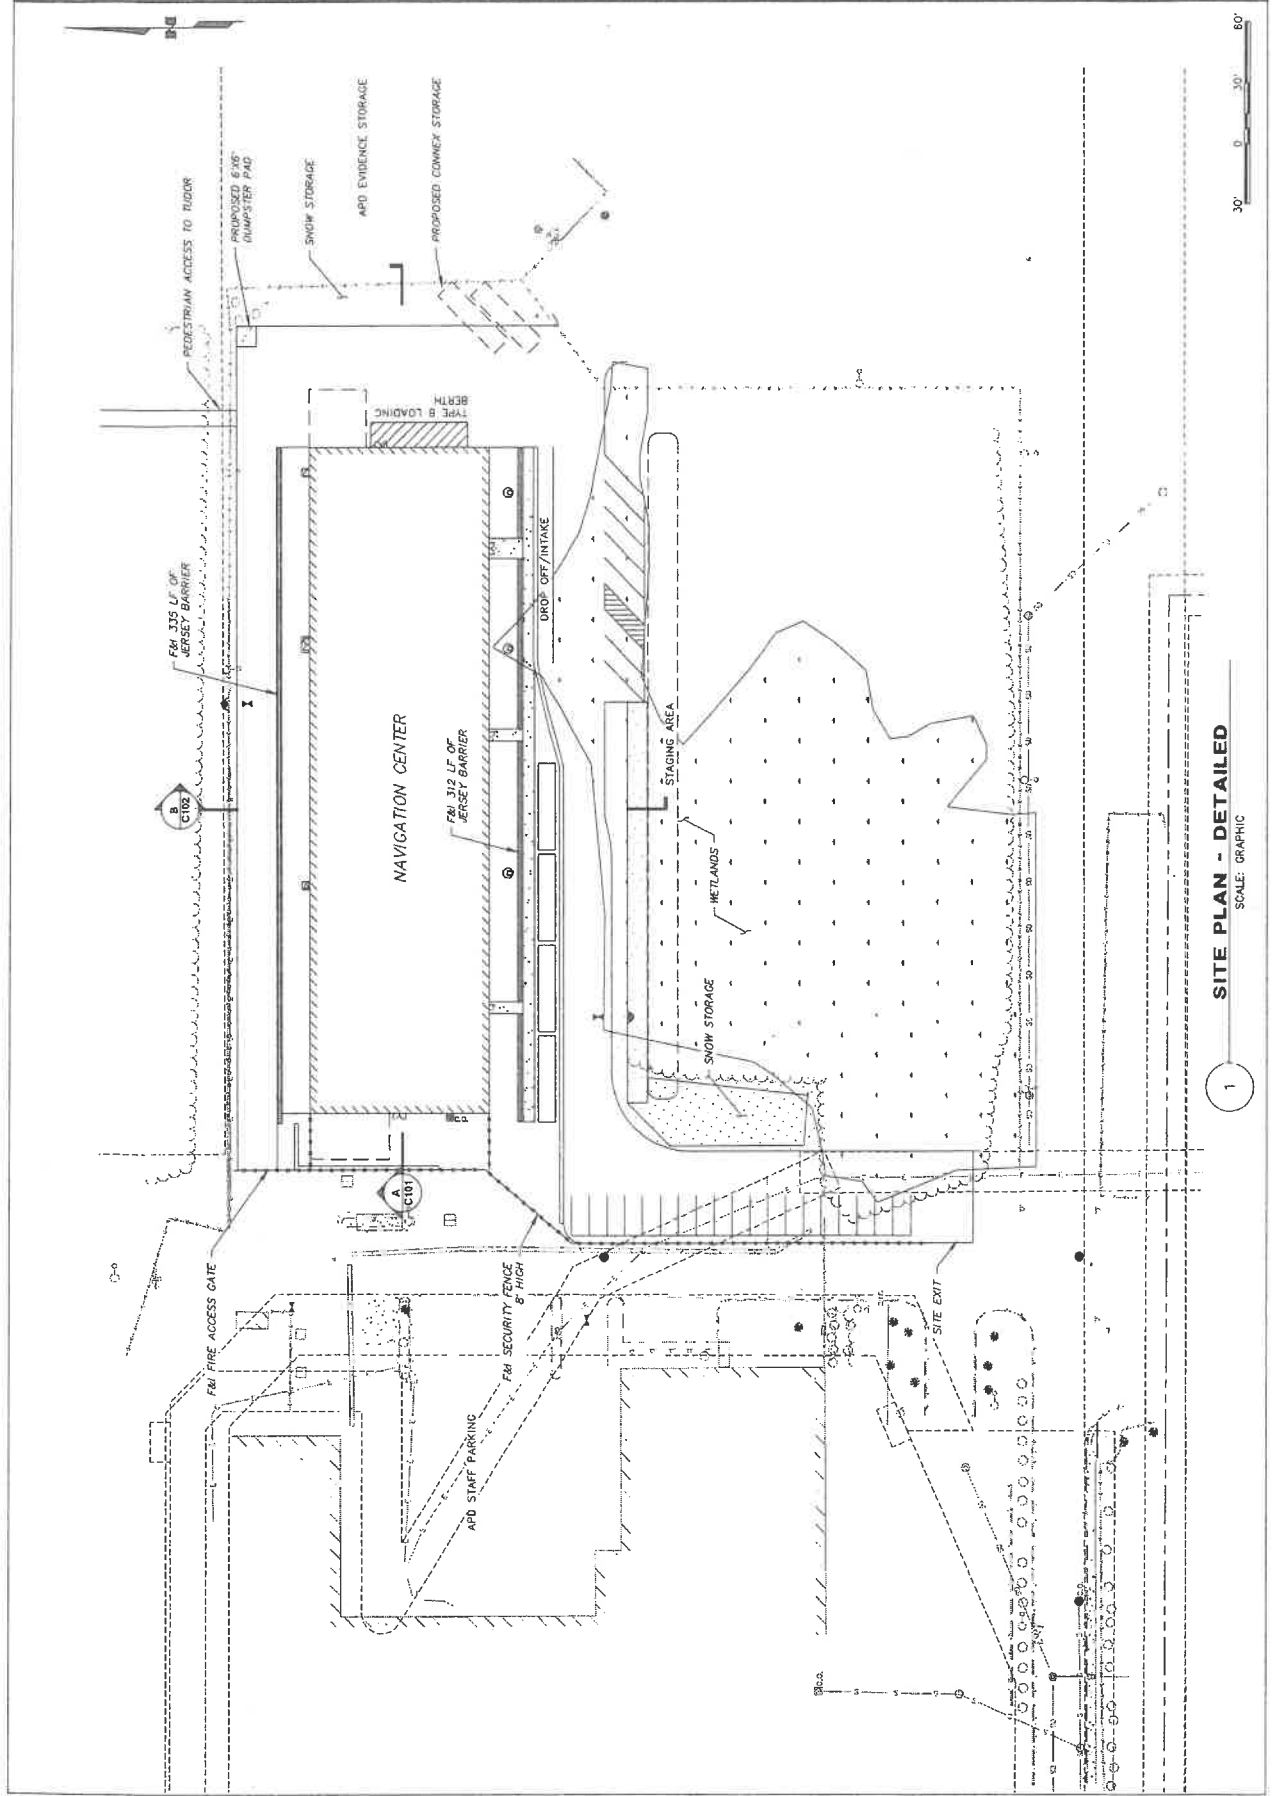 N
PEDESTRIAN ACCESS TO TUDOR
PROPOSED 6'X6'
DUMPSTER PAD
SNOW STORAGE
APD EVIDENCE STORAGE
PROPOSED CONNEX STORAGE
F&I 335 LF OF
JERSEY BARRIER
TYPE B LOADING
BERTH
B
C102
NAVIGATION CENTER
DROP OFF/INTAKE
F&I 312 LF OF
JERSEY BARRIER
STAGING AREA
WETLANDS
SNOW STORAGE
A
C101
F&I FIRE ACCESS GATE
F&I SECURITY FENCE
8' HIGH
APD STAFF PARKING
SITE EXIT
C.O.
1
SITE PLAN - DETAILED
SCALE: GRAPHIC
30' 0 30' 60'